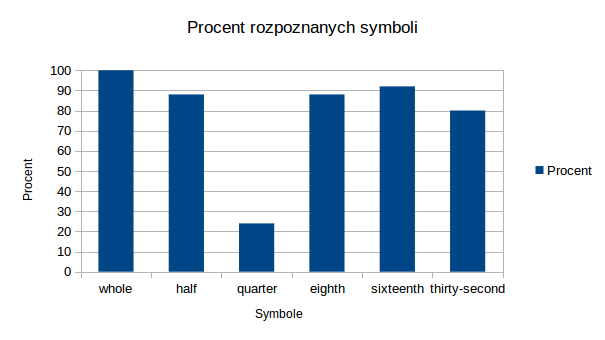 Procent rozpoznanych symboli
100
90
80
70
60
50
40
30
20
10
0
Procent
whole half quarter eighth sixteenth thirty-second
Symbole
Procent